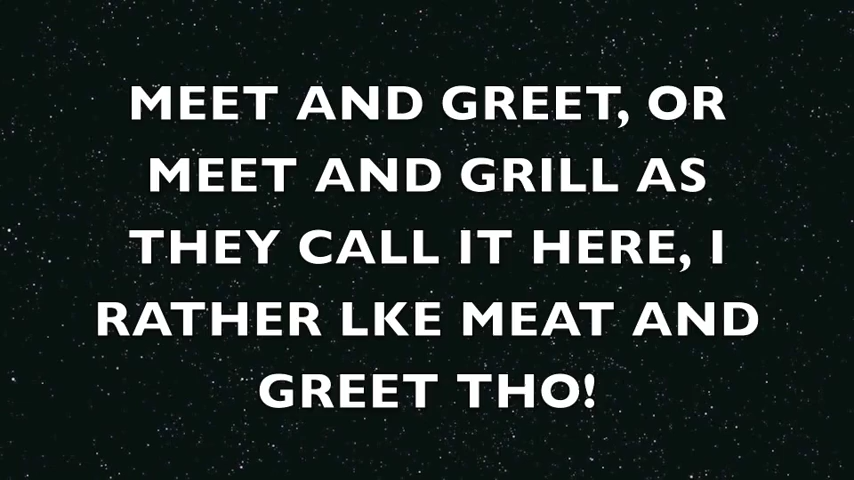 MEET AND GREET, OR
MEET AND GRILL AS
THEY CALL IT HERE, I
RATHER LKE MEAT AND
GREET THO!